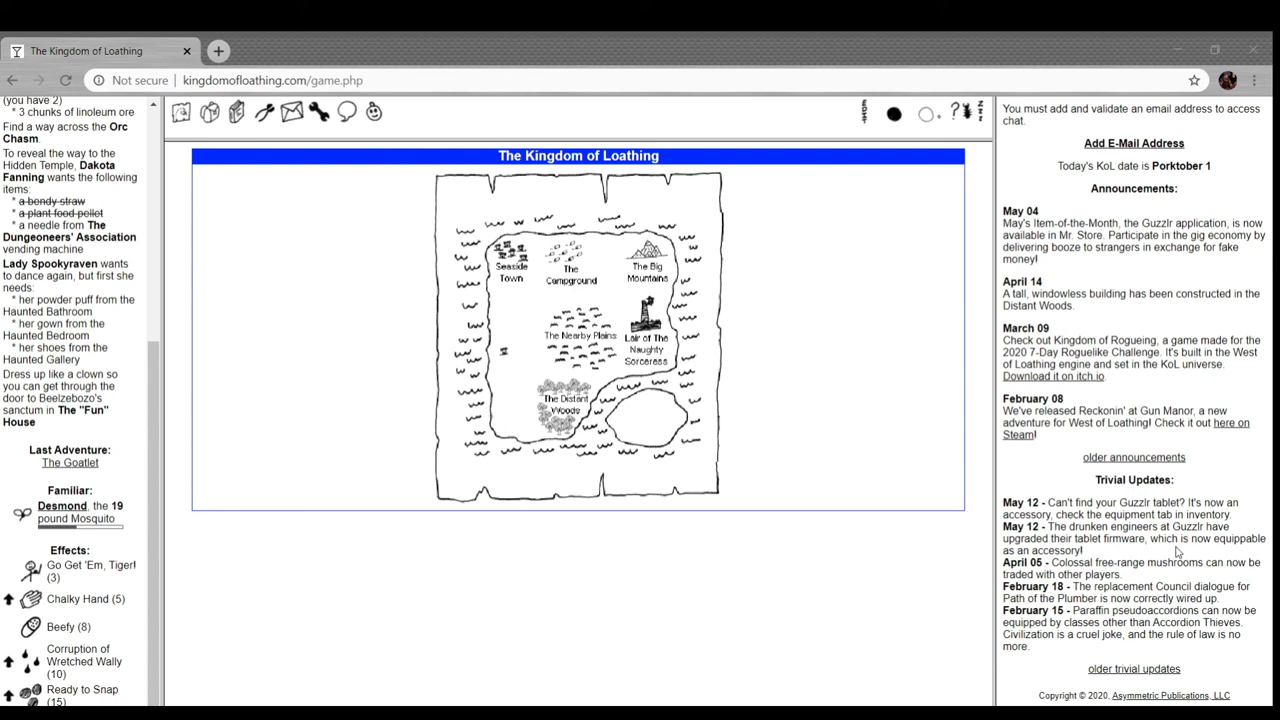 The Kingdom of Loathing
Not secure | kingdomofloathing.com/game.php
(you have 2)
* 3 chunks of linoleum ore
Find a way across the Orc
Chasm.
To reveal the way to the
Hidden Temple, Dakota
Fanning wants the following
items:
* a bendy straw
* a plant food pellet
* a needle from The
Dungeoneers' Association
vending machine
Lady Spookyraven wants
to dance again, but first she
needs:
* her powder puff from the
Haunted Bathroom
* her gown from the
Haunted Bedroom
* her shoes from the
Haunted Gallery
Dress up like a clown so
you can get through the
door to Beelzebozo's
sanctum in The "Fun"
House
Last Adventure:
The Goatlet
Familiar:
Desmond, the 19
pound Mosquito
Effects:
Go Get 'Em, Tiger!
(3)
Chalky Hand (5)
Beefy (8)
Corruption of
Wretched Wally
(10)
Ready to Snap
(15)
The Kingdom of Loathing
Seaside
Town
The
Campground
The Big
Mountains
The Nearby Plains
Lair of The
Naughty
Sorceress
The Distant
Woods
You must add and validate an email address to access
chat.
Add E-Mail Address
Today's KoL date is Porktober 1
Announcements:
May 04
May's Item-of-the-Month, the Guzzlr application, is now
available in Mr. Store. Participate in the gig economy by
delivering booze to strangers in exchange for fake
money!
April 14
A tall, windowless building has been constructed in the
Distant Woods.
March 09
Check out Kingdom of Rogueing, a game made for the
2020 7-Day Roguelike Challenge. It's built in the West
of Loathing engine and set in the KoL universe.
Download it on itch.io.
February 08
We've released Reckonin' at Gun Manor, a new
adventure for West of Loathing! Check it out here on
Steam!
older announcements
Trivial Updates:
May 12 - Can't find your Guzzlr tablet? It's now an
accessory, check the equipment tab in inventory.
May 12 - The drunken engineers at Guzzlr have
upgraded their tablet firmware, which is now equippable
as an accessory!
April 05 - Colossal free-range mushrooms can now be
traded with other players.
February 18 - The replacement Council dialogue for
Path of the Plumber is now correctly wired up.
February 15 - Paraffin pseudoaccordions can now be
equipped by classes other than Accordion Thieves.
Civilization is a cruel joke, and the rule of law is no
more.
older trivial updates
Copyright © 2020, Asymmetric Publications, LLC